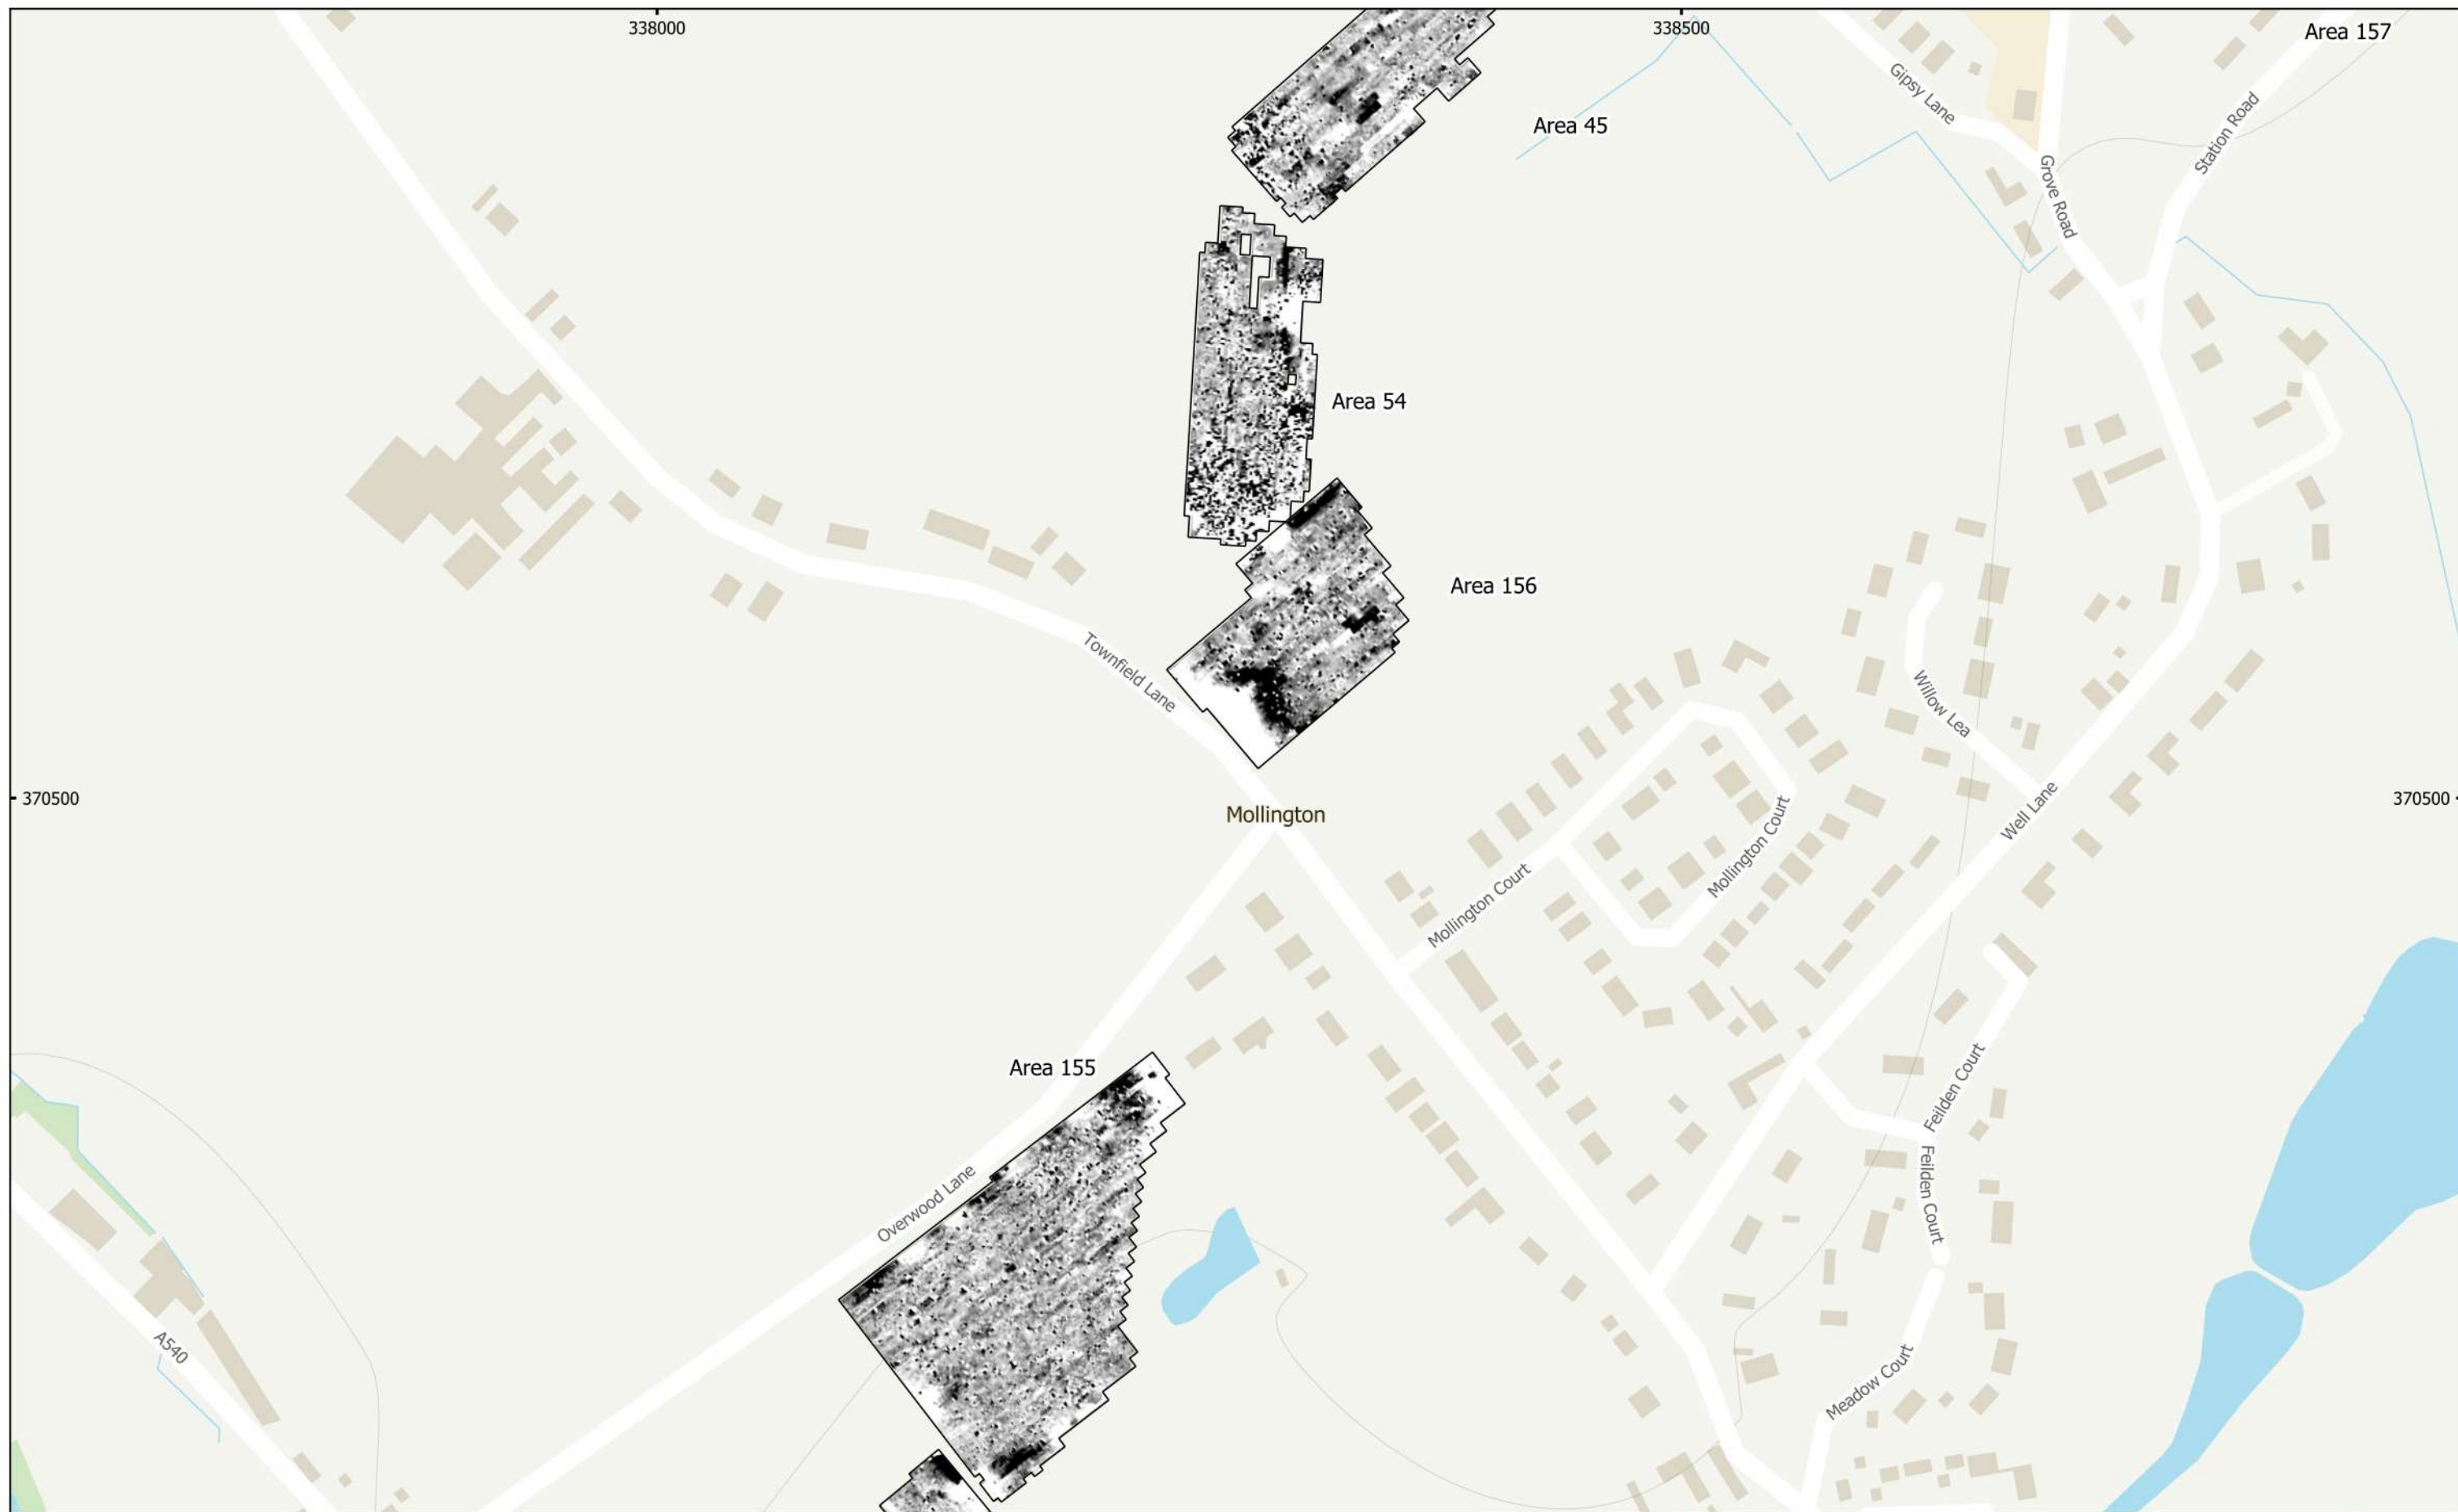 338000
338500
Area 157
Gipsy Lane
Station Road
Area 45
Grove Road
Area 54
Area 156
Townfield Lane
Willow Lea
370500
370500
Mollington
Well Lane
Mollington Court
Mollington Court
Area 155
Feilden Court
Overwood Lane
Feilden Court
A540
Meadow Court